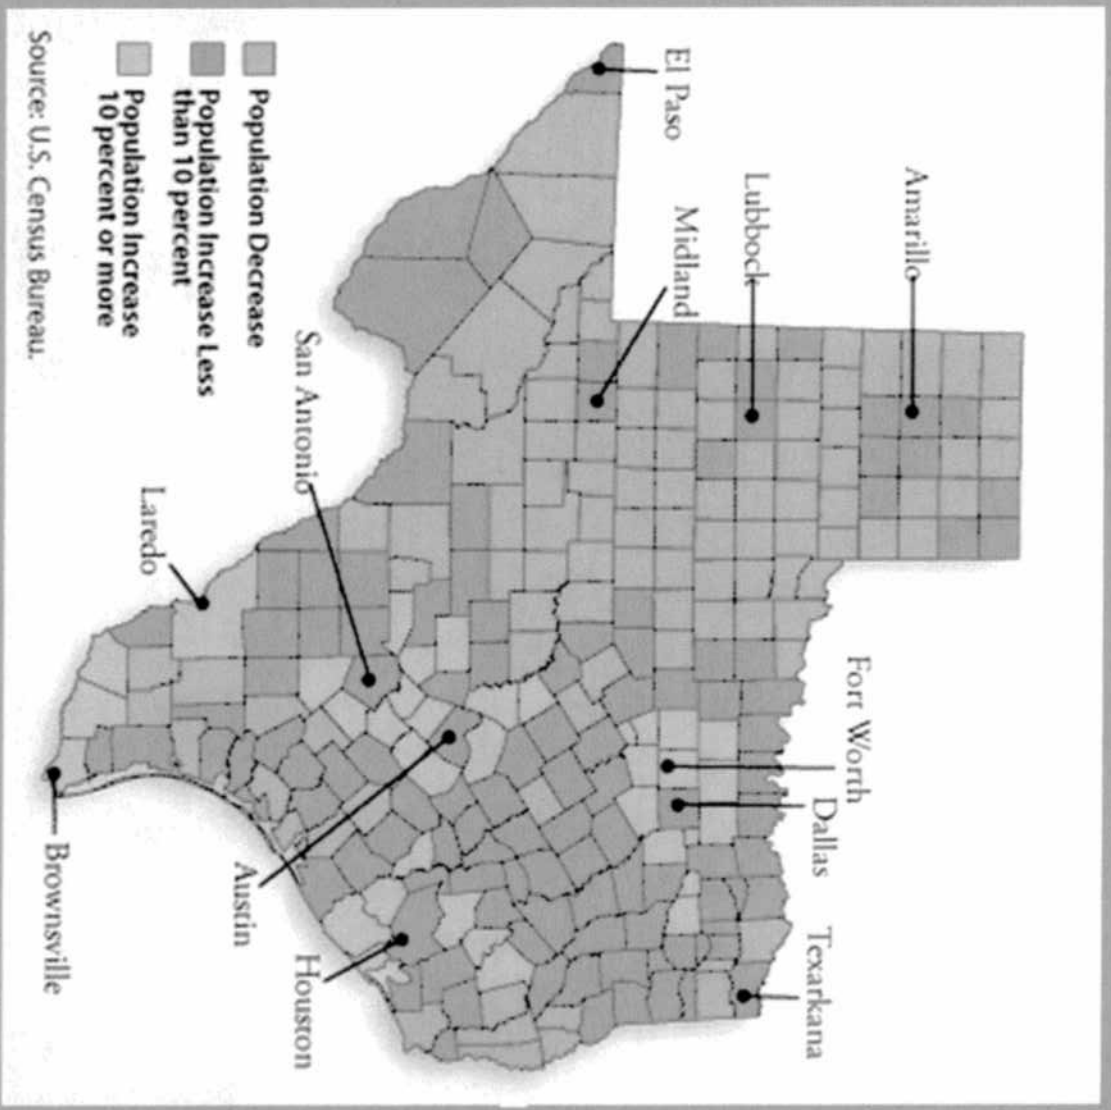 Amarillo
Lubbock
Midland
El Paso
Fort Worth
Dallas
Texarkana
San Antonio
Laredo
Austin
Houston
Brownsville
Population Decrease
Population Increase Less
than 10 percent
Population Increase
10 percent or more
Source: U.S. Census Bureau.